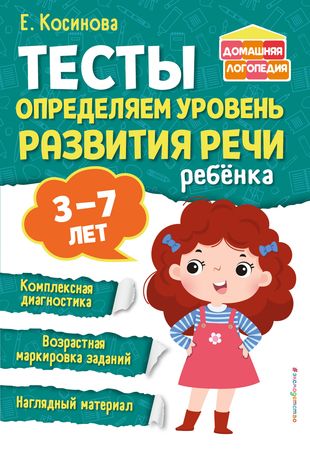 Е. Косинова
ДОМАШНЯЯ
ЛОГОПЕДИЯ
ТЕСТЫ
ОПРЕДЕЛЯЕМ УРОВЕНЬ
РАЗВИТИЯ РЕЧИ
ребёнка
3–7
ЛЕТ
Комплексная
диагностика
Возрастная
маркировка заданий
Наглядный материал
#эксмодетство